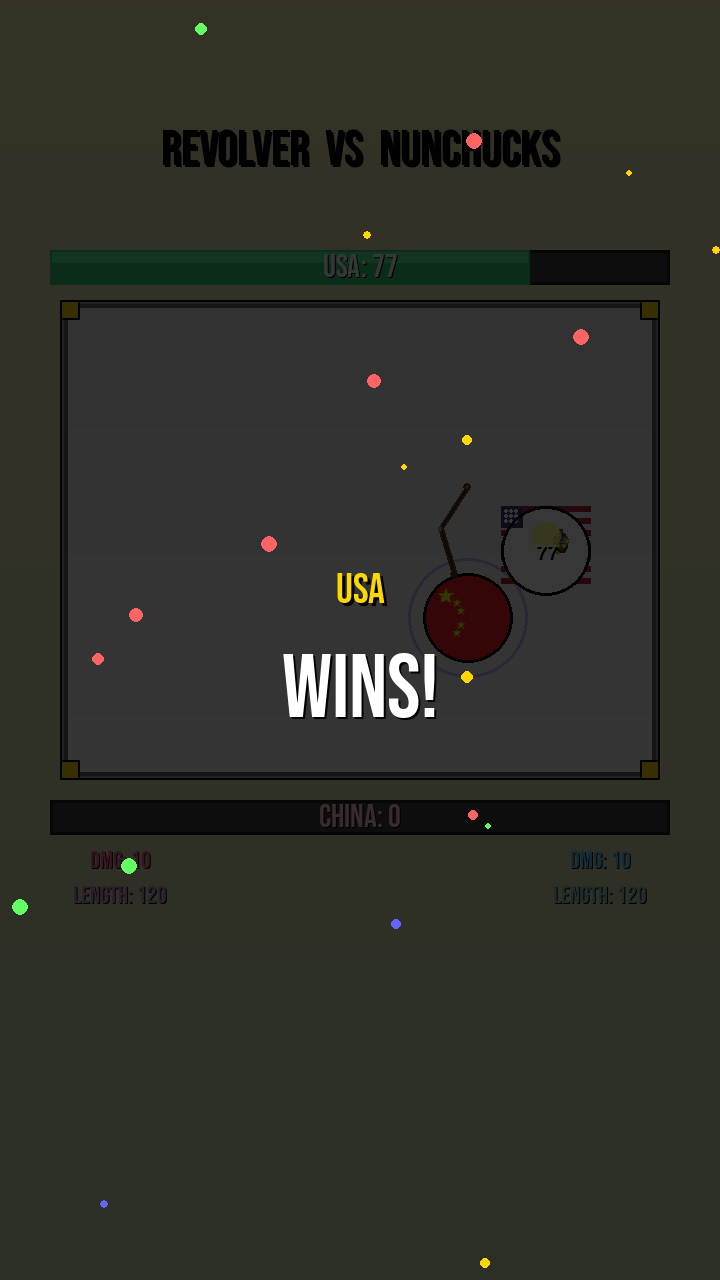 REVOLVER VS NUNCHUCKS
USA: 77
77
USA
WINS!
CHINA: 0
DMG: 10
DMG: 10
LENGTH: 120
LENGTH: 120